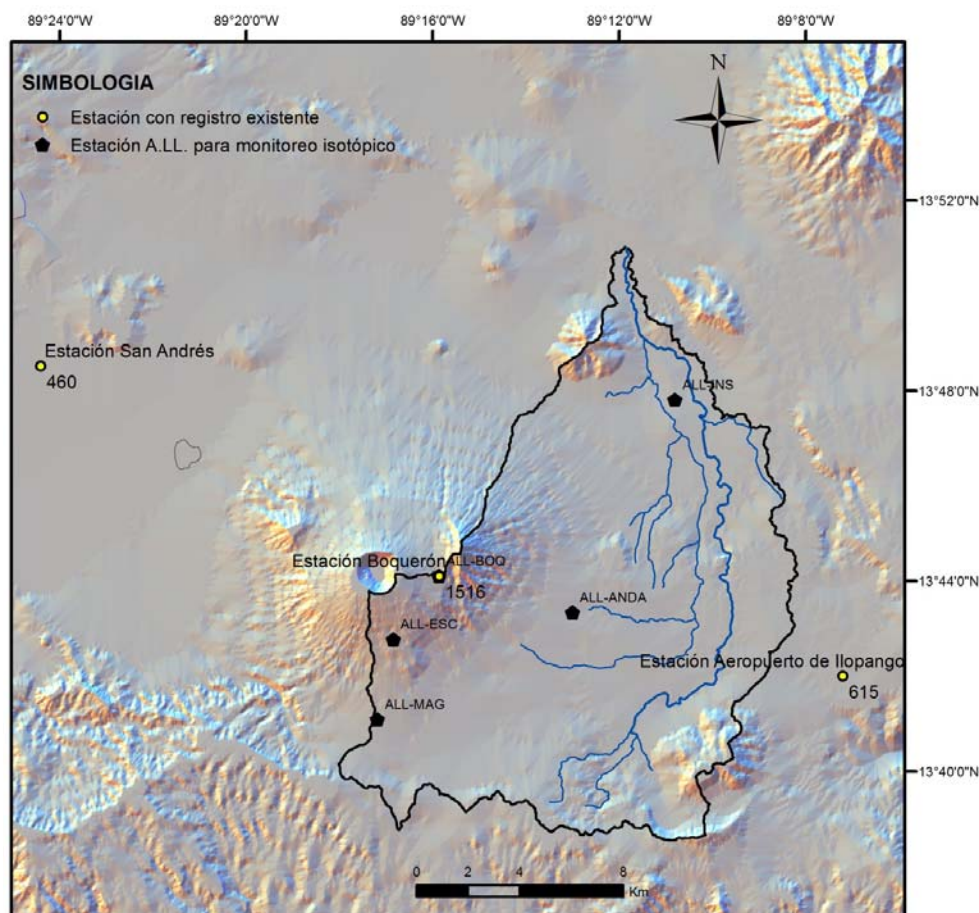 89°24'0"W 89°20'0"W 89°16'0"W 89°12'0"W 89°8'0"W
SIMBOLOGIA
Estación con registro existente
Estación A.LL. para monitoreo isotópico
N
13°52'0"N
Estación San Andrés
460
ALL-INS
13°48'0"N
Estación Boquerón
ALL-BOQ
1516
13°44'0"N
ALL-ANDA
ALL-ESC
Estación Aeropuerto de Ilopango
615
ALL-MAG
13°40'0"N
0 2 4 8
Km